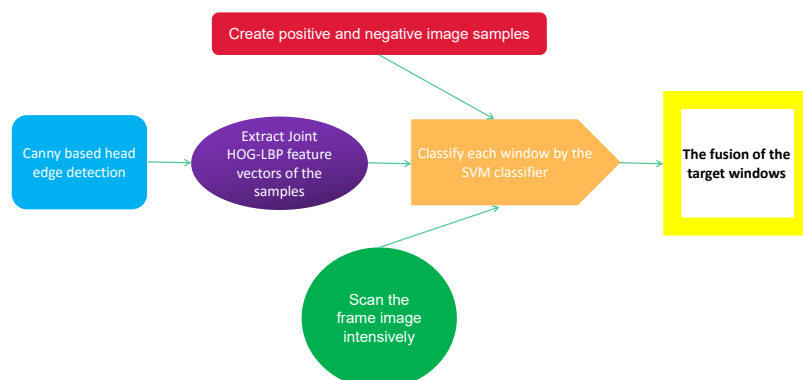 Create positive and negative image samples
Canny based head
edge detection
Extract Joint
HOG-LBP feature
vectors of the
samples
Classify each window by the
SVM classifier
The fusion of the
target windows
Scan the
frame image
intensively